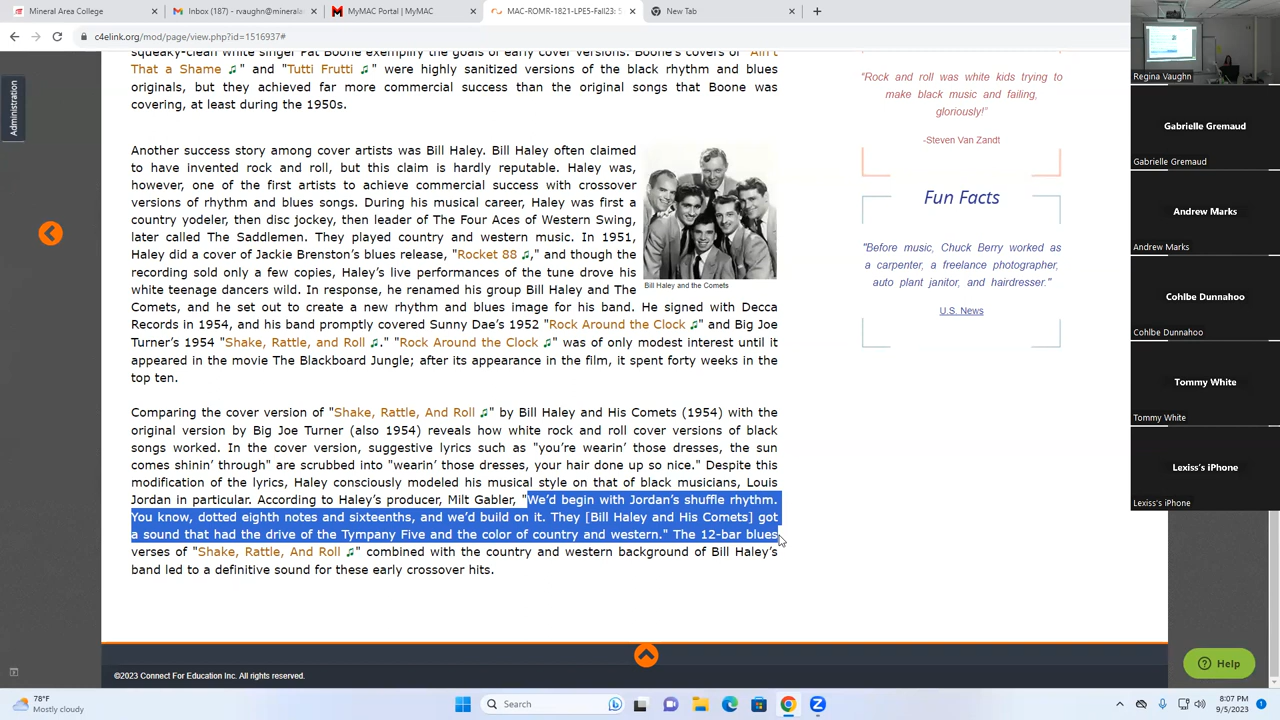 Mineral Area College
Inbox (187) - rvaughn@mineralar
MyMAC Portal | MyMAC
MAC-ROMR-1821-LPE5-Fall23: S
New Tab
c4elink.org/mod/page/view.php?id=1516937#
Administration
squeaky-clean white singer Pat Boone exemplify the ideals of early cover versions. Boone's covers of "Ain't
That a Shame ♫" and "Tutti Frutti ♫" were highly sanitized versions of the black rhythm and blues
originals, but they achieved far more commercial success than the original songs that Boone was
covering, at least during the 1950s.
Another success story among cover artists was Bill Haley. Bill Haley often claimed
to have invented rock and roll, but this claim is hardly reputable. Haley was,
however, one of the first artists to achieve commercial success with crossover
versions of rhythm and blues songs. During his musical career, Haley was first a
country yodeler, then disc jockey, then leader of The Four Aces of Western Swing,
later called The Saddlemen. They played country and western music. In 1951,
Haley did a cover of Jackie Brenston's blues release, "Rocket 88 ♫," and though the
recording sold only a few copies, Haley's live performances of the tune drove his
white teenage dancers wild. In response, he renamed his group Bill Haley and The
Comets, and he set out to create a new rhythm and blues image for his band. He signed with Decca
Records in 1954, and his band promptly covered Sunny Dae's 1952 "Rock Around the Clock ♫" and Big Joe
Turner's 1954 "Shake, Rattle, and Roll ♫." "Rock Around the Clock ♫" was of only modest interest until it
appeared in the movie The Blackboard Jungle; after its appearance in the film, it spent forty weeks in the
top ten.
Bill Haley and the Comets
Comparing the cover version of "Shake, Rattle, And Roll ♫" by Bill Haley and His Comets (1954) with the
original version by Big Joe Turner (also 1954) reveals how white rock and roll cover versions of black
songs worked. In the cover version, suggestive lyrics such as "you're wearin' those dresses, the sun
comes shinin' through" are scrubbed into "wearin' those dresses, your hair done up so nice." Despite this
modification of the lyrics, Haley consciously modeled his musical style on that of black musicians, Louis
Jordan in particular. According to Haley's producer, Milt Gabler, "We'd begin with Jordan's shuffle rhythm.
You know, dotted eighth notes and sixteenths, and we'd build on it. They [Bill Haley and His Comets] got
a sound that had the drive of the Tympany Five and the color of country and western." The 12-bar blues
verses of "Shake, Rattle, And Roll ♫" combined with the country and western background of Bill Haley's
band led to a definitive sound for these early crossover hits.
"Rock and roll was white kids trying to
make black music and failing,
gloriously!"
-Steven Van Zandt
Fun Facts
"Before music, Chuck Berry worked as
a carpenter, a freelance photographer,
auto plant janitor, and hairdresser."
U.S. News
Regina Vaughn
Gabrielle Gremaud
Gabrielle Gremaud
Andrew Marks
Andrew Marks
Cohlbe Dunnahoo
Cohlbe Dunnahoo
Tommy White
Tommy White
Lexiss's iPhone
Lexiss's iPhone
©2023 Connect For Education Inc. All rights reserved.
Help
78°F
Mostly cloudy
Search
8:07 PM
9/5/2023